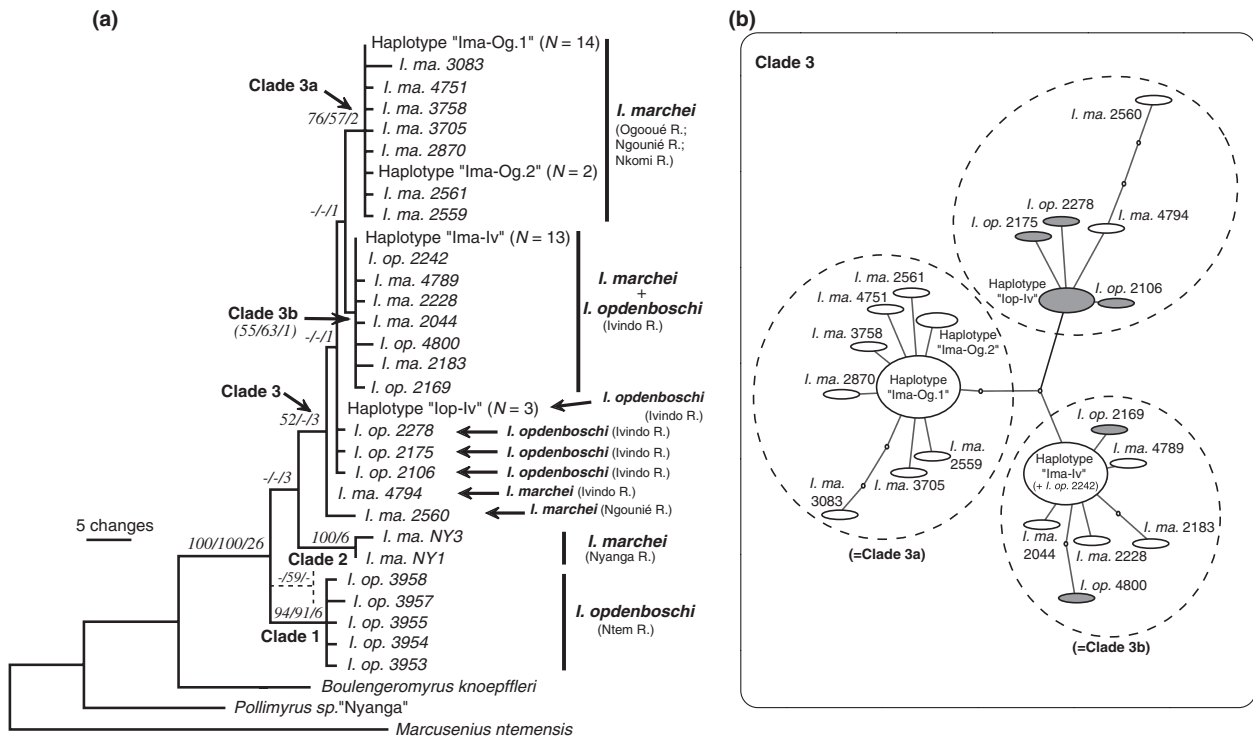 (a)
Haplotype "Ima-Og.1" (N = 14)
I. ma. 3083
Clade 3a
I. ma. 4751
76/57/2
I. ma. 3758
I. ma. 3705
I. ma. 2870
Haplotype "Ima-Og.2" (N = 2)
I. ma. 2561
I. ma. 2559
I. marchei
(Ogooué R.;
Ngounié R.;
Nkomi R.)
-/-/1
Haplotype "Ima-Iv" (N = 13)
I. op. 2242
I. ma. 4789
I. ma. 2228
Clade 3b
(55/63/1)
I. ma. 2044
I. op. 4800
I. ma. 2183
I. op. 2169
I. marchei
+
I. opdenboschi
(Ivindo R.)
-/-/1
Clade 3
52/-/3
Haplotype "Iop-Iv" (N = 3)
I. opdenboschi
(Ivindo R.)
I. op. 2278
I. opdenboschi (Ivindo R.)
I. op. 2175
I. opdenboschi (Ivindo R.)
I. op. 2106
I. opdenboschi (Ivindo R.)
I. ma. 4794
I. marchei (Ivindo R.)
I. ma. 2560
I. marchei (Ngounié R.)
-/-/3
5 changes
100/6
Clade 2
I. ma. NY3
I. ma. NY1
I. marchei
(Nyanga R.)
100/100/26
-/59/-
94/91/6
Clade 1
I. op. 3958
I. op. 3957
I. op. 3955
I. op. 3954
I. op. 3953
I. opdenboschi
(Ntem R.)
Boulengeromyrus knoepffleri
Pollimyrus sp."Nyanga"
Marcusenius ntemensis
(b)
Clade 3
I. ma. 2560
I. op. 2278
I. op. 2175
I. ma. 4794
Haplotype
"Iop-Iv"
I. op. 2106
I. ma. 2561
I. ma. 4751
I. ma. 3758
Haplotype
"Ima-Og.2"
I. ma. 2870
Haplotype
"Ima-Og.1"
I. ma.
2559
I. ma. 3705
I. ma.
3083
(=Clade 3a)
I. op. 2169
Haplotype
"Ima-Iv"
(+ I. op. 2242)
I. ma. 4789
I. ma. 2183
I. ma.
2044
I. ma. 2228
I. op. 4800
(=Clade 3b)